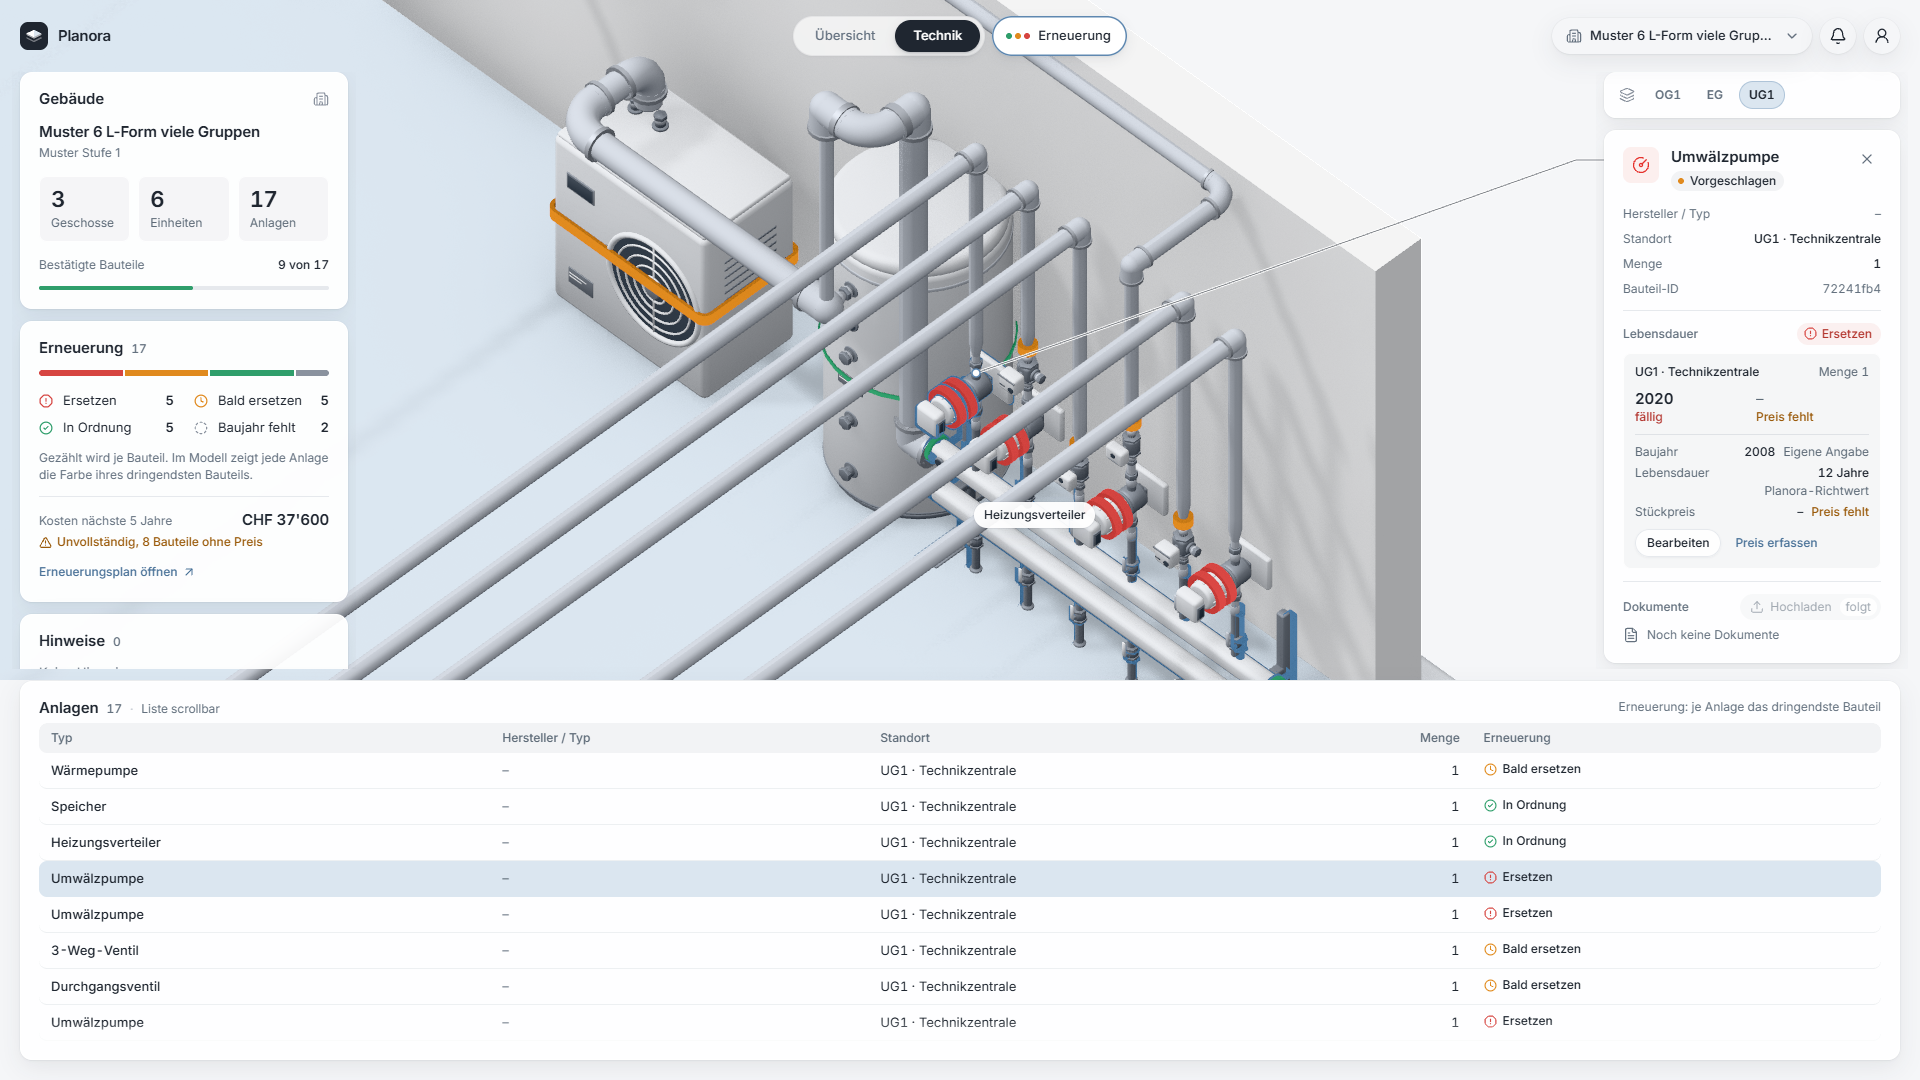 Planora
Übersicht
Technik
Erneuerung
Muster 6 L-Form viele Grup...
Gebäude
Muster 6 L-Form viele Gruppen
Muster Stufe 1
3
Geschosse
6
Einheiten
17
Anlagen
Bestätigte Bauteile
9 von 17
Erneuerung 17
Ersetzen 5
Bald ersetzen 5
In Ordnung 5
Baujahr fehlt 2
Gezählt wird je Bauteil. Im Modell zeigt jede Anlage
die Farbe ihres dringendsten Bauteils.
Kosten nächste 5 Jahre CHF 37'600
Unvollständig, 8 Bauteile ohne Preis
Erneuerungsplan öffnen
Hinweise 0
Heizungsverteiler
OG1
EG
UG1
Umwälzpumpe
Vorgeschlagen
Hersteller / Typ –
Standort UG1 · Technikzentrale
Menge 1
Bauteil-ID 72241fb4
Lebensdauer Ersetzen
UG1 · Technikzentrale Menge 1
2020 –
fällig Preis fehlt
Baujahr 2008 Eigene Angabe
Lebensdauer 12 Jahre
Planora-Richtwert
Stückpreis – Preis fehlt
Bearbeiten Preis erfassen
Dokumente Hochladen folgt
Noch keine Dokumente
Anlagen 17 · Liste scrollbar
Erneuerung: je Anlage das dringendste Bauteil
Typ Hersteller / Typ Standort Menge Erneuerung
Wärmepumpe – UG1 · Technikzentrale 1 Bald ersetzen
Speicher – UG1 · Technikzentrale 1 In Ordnung
Heizungsverteiler – UG1 · Technikzentrale 1 In Ordnung
Umwälzpumpe – UG1 · Technikzentrale 1 Ersetzen
Umwälzpumpe – UG1 · Technikzentrale 1 Ersetzen
3-Weg-Ventil – UG1 · Technikzentrale 1 Bald ersetzen
Durchgangsventil – UG1 · Technikzentrale 1 Bald ersetzen
Umwälzpumpe – UG1 · Technikzentrale 1 Ersetzen